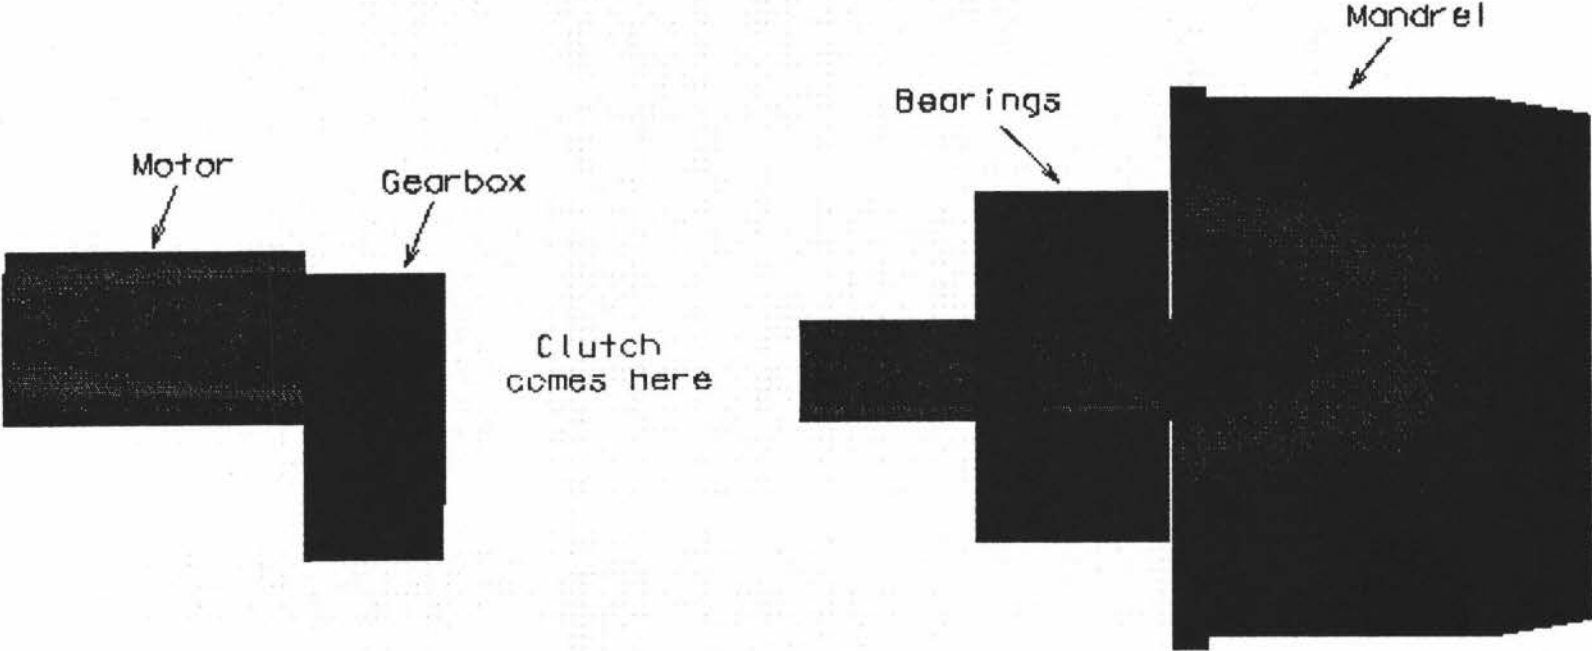 Mandrel
Bearings
Motor
Gearbox
Clutch
comes here